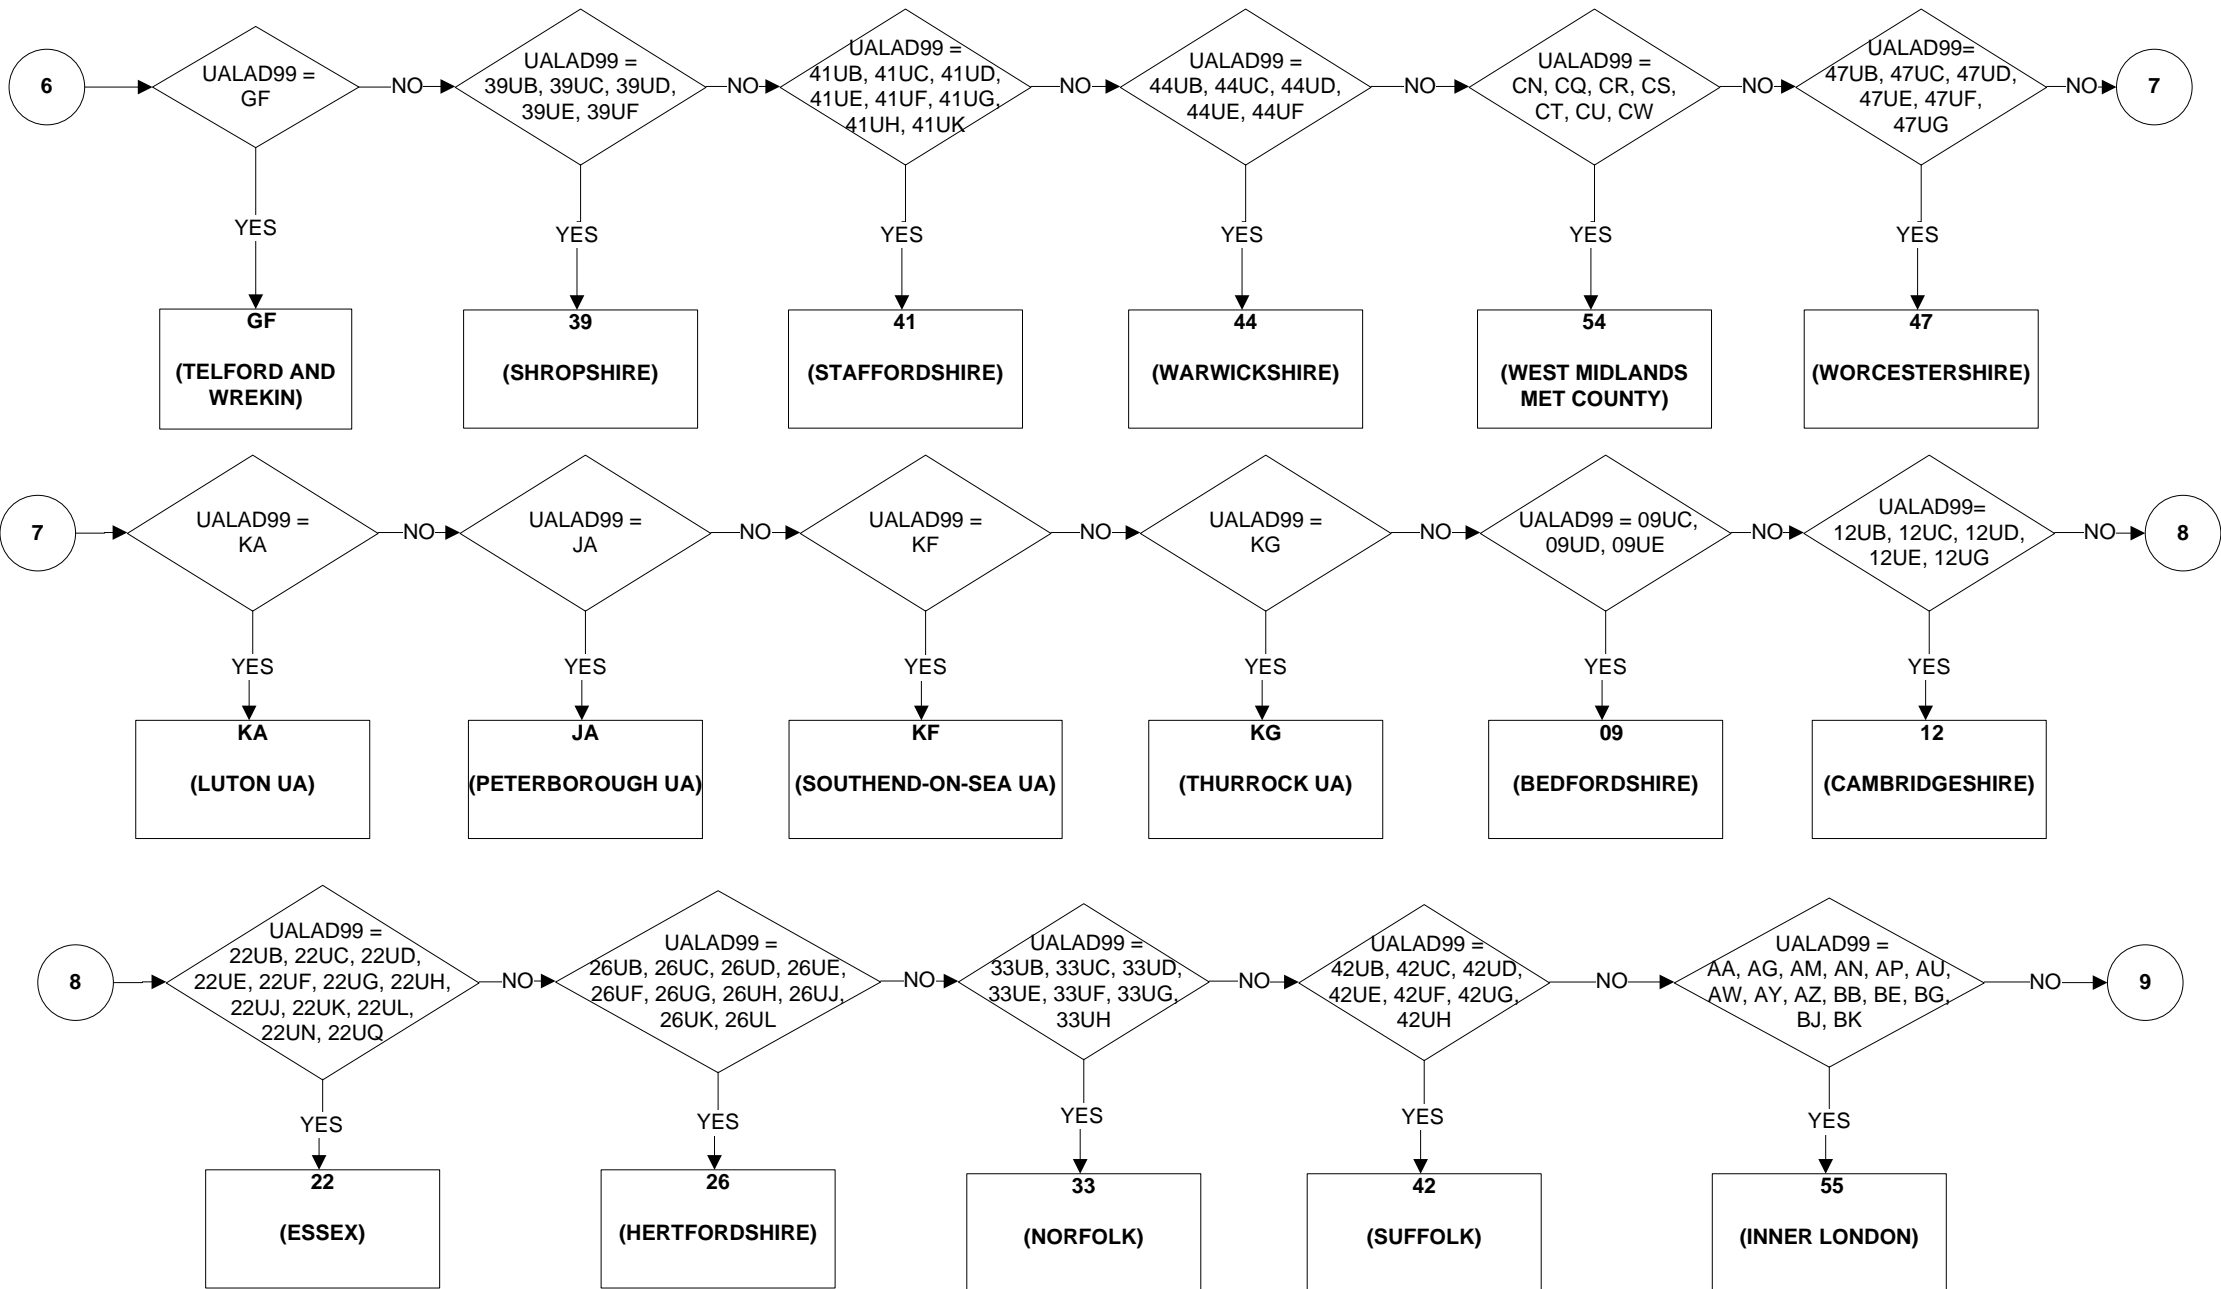 6
UALAD99 =
GF
NO
UALAD99 =
39UB, 39UC, 39UD,
39UE, 39UF
NO
UALAD99 =
41UB, 41UC, 41UD,
41UE, 41UF, 41UG,
41UH, 41UK
NO
UALAD99 =
44UB, 44UC, 44UD,
44UE, 44UF
NO
UALAD99 =
CN, CQ, CR, CS,
CT, CU, CW
NO
UALAD99=
47UB, 47UC, 47UD,
47UE, 47UF,
47UG
NO
7
YES
YES
YES
YES
YES
YES
GF
(TELFORD AND
WREKIN)
39
(SHROPSHIRE)
41
(STAFFORDSHIRE)
44
(WARWICKSHIRE)
54
(WEST MIDLANDS
MET COUNTY)
47
(WORCESTERSHIRE)
7
UALAD99 =
KA
NO
UALAD99 =
JA
NO
UALAD99 =
KF
NO
UALAD99 =
KG
NO
UALAD99 = 09UC,
09UD, 09UE
NO
UALAD99=
12UB, 12UC, 12UD,
12UE, 12UG
NO
8
YES
YES
YES
YES
YES
YES
KA
(LUTON UA)
JA
(PETERBOROUGH UA)
KF
(SOUTHEND-ON-SEA UA)
KG
(THURROCK UA)
09
(BEDFORDSHIRE)
12
(CAMBRIDGESHIRE)
8
UALAD99 =
22UB, 22UC, 22UD,
22UE, 22UF, 22UG, 22UH,
22UJ, 22UK, 22UL,
22UN, 22UQ
NO
UALAD99 =
26UB, 26UC, 26UD, 26UE,
26UF, 26UG, 26UH, 26UJ,
26UK, 26UL
NO
UALAD99 =
33UB, 33UC, 33UD,
33UE, 33UF, 33UG,
33UH
NO
UALAD99 =
42UB, 42UC, 42UD,
42UE, 42UF, 42UG,
42UH
NO
UALAD99 =
AA, AG, AM, AN, AP, AU,
AW, AY, AZ, BB, BE, BG,
BJ, BK
NO
9
YES
YES
YES
YES
YES
22
(ESSEX)
26
(HERTFORDSHIRE)
33
(NORFOLK)
42
(SUFFOLK)
55
(INNER LONDON)